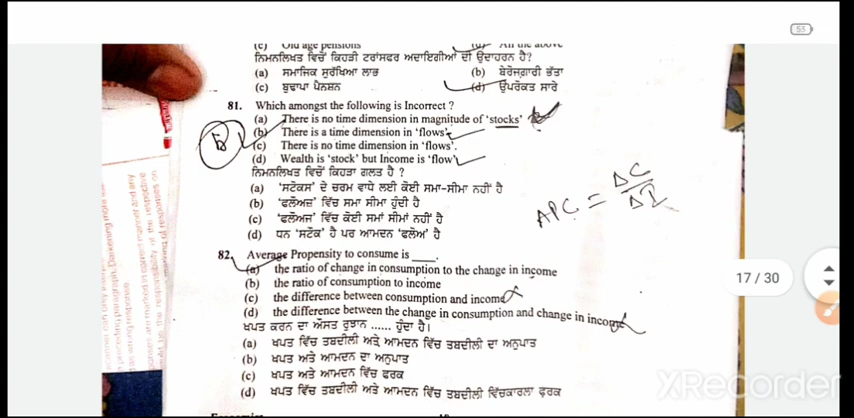 53
(c) Old age pensions (d) All the above
ਨਿਮਨਲਿਖਤ ਵਿਚੋਂ ਕਿਹੜੀ ਟਰਾਂਸਫਰ ਅਦਾਇਗੀਆਂ ਦੀ ਉਦਾਹਰਨ ਹੈ?
(a) ਸਮਾਜਿਕ ਸੁਰੱਖਿਆ ਲਾਭ (b) ਬੇਰੋਜ਼ਗਾਰੀ ਭੱਤਾ
(c) ਬੁਢਾਪਾ ਪੈਨਸ਼ਨ (d) ਉਪਰੋਕਤ ਸਾਰੇ
81. Which amongst the following is Incorrect ?
(a) There is no time dimension in magnitude of 'stocks'
(b) There is a time dimension in 'flows'.
(c) There is no time dimension in 'flows'.
(d) Wealth is 'stock' but Income is 'flow'
ਨਿਮਨਲਿਖਤ ਵਿਚੋਂ ਕਿਹੜਾ ਗਲਤ ਹੈ ?
(a) 'ਸਟੋਕਸ' ਦੇ ਚਰਮ ਵਾਧੇ ਲਈ ਕੋਈ ਸਮਾ-ਸੀਮਾ ਨਹੀਂ ਹੈ
(b) 'ਫਲੋਅਜ਼' ਵਿੱਚ ਸਮਾ ਸੀਮਾ ਹੁੰਦੀ ਹੈ
(c) 'ਫਲੋਅਜ' ਵਿੱਚ ਕੋਈ ਸਮਾਂ ਸੀਮਾਂ ਨਹੀਂ ਹੈ
(d) ਧਨ 'ਸਟੋਕ' ਹੈ ਪਰ ਆਮਦਨ 'ਫਲੋਅ' ਹੈ
APC = ΔC
82. Average Propensity to consume is ____.
(a) the ratio of change in consumption to the change in income
(b) the ratio of consumption to income
(c) the difference between consumption and income
(d) the difference between the change in consumption and change in income
ਖਪਤ ਕਰਨ ਦਾ ਔਸਤ ਰੁਝਾਨ ...... ਹੁੰਦਾ ਹੈ।
(a) ਖਪਤ ਵਿੱਚ ਤਬਦੀਲੀ ਅਤੇ ਆਮਦਨ ਵਿੱਚ ਤਬਦੀਲੀ ਦਾ ਅਨੁਪਾਤ
(b) ਖਪਤ ਅਤੇ ਆਮਦਨ ਦਾ ਅਨੁਪਾਤ
(c) ਖਪਤ ਅਤੇ ਆਮਦਨ ਵਿੱਚ ਫਰਕ
(d) ਖਪਤ ਵਿੱਚ ਤਬਦੀਲੀ ਅਤੇ ਆਮਦਨ ਵਿੱਚ ਤਬਦੀਲੀ ਵਿੱਚਕਾਰਲਾ ਫ਼ਰਕ
17 / 30
XRecorder